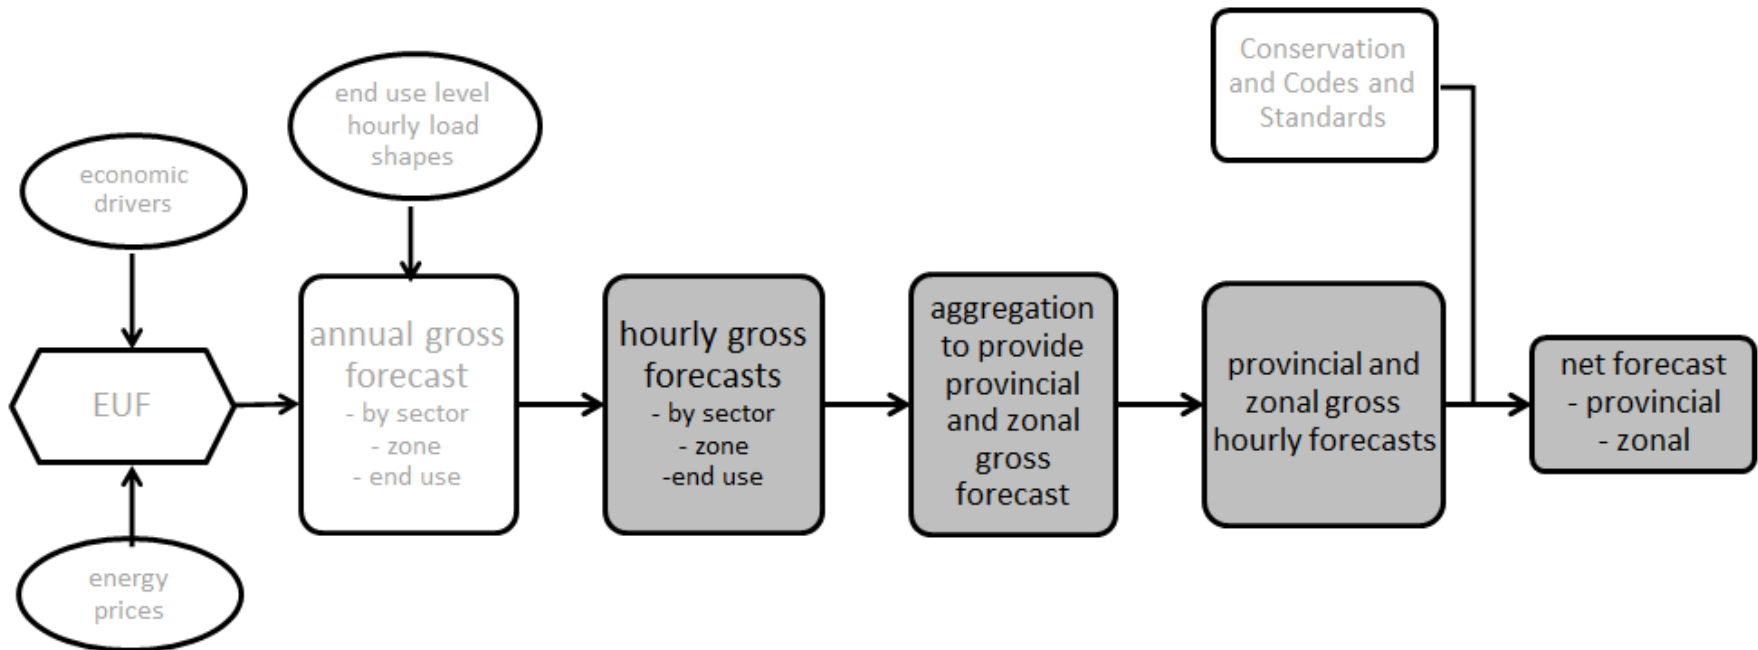 economic
drivers
EUF
energy
prices
end use level
hourly load
shapes
annual gross
forecast
- by sector
- zone
- end use
hourly gross
forecasts
- by sector
- zone
-end use
aggregation
to provide
provincial
and zonal
gross
forecast
provincial and
zonal gross
hourly forecasts
Conservation
and Codes and
Standards
net forecast
- provincial
- zonal